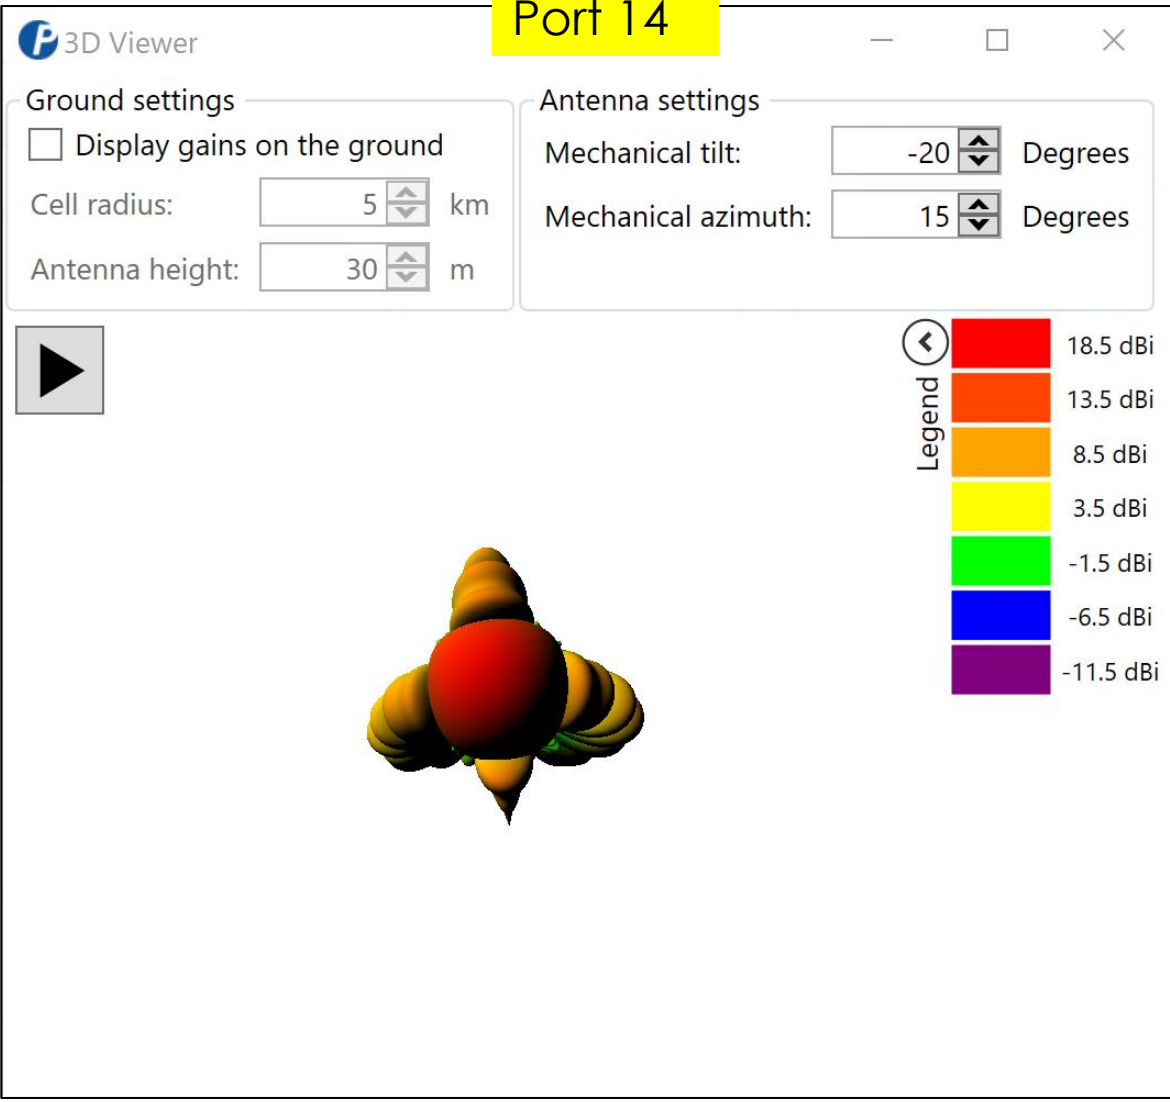 Port 14
3D Viewer
Ground settings
Display gains on the ground
Cell radius: 5 km
Antenna height: 30 m
Antenna settings
Mechanical tilt: -20 Degrees
Mechanical azimuth: 15 Degrees
Legend
18.5 dBi
13.5 dBi
8.5 dBi
3.5 dBi
-1.5 dBi
-6.5 dBi
-11.5 dBi